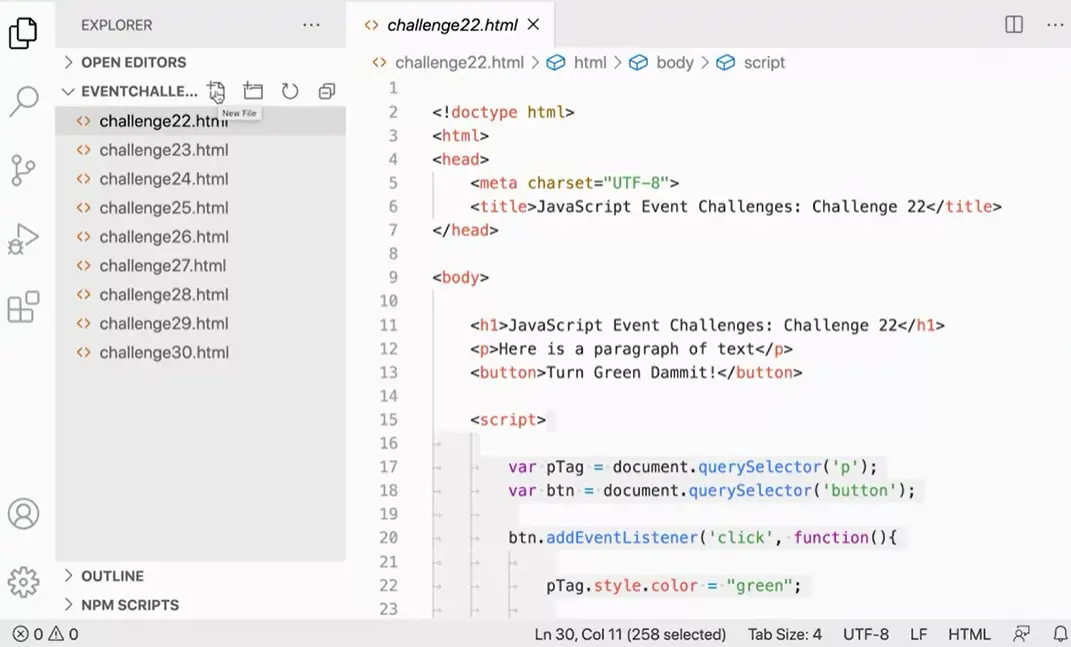 EXPLORER
OPEN EDITORS
EVENTCHALLE...
New File
challenge22.html
challenge23.html
challenge24.html
challenge25.html
challenge26.html
challenge27.html
challenge28.html
challenge29.html
challenge30.html
OUTLINE
NPM SCRIPTS
challenge22.html
challenge22.html > html > body > script
1
2 <!doctype html>
3 <html>
4 <head>
5 <meta charset="UTF-8">
6 <title>JavaScript Event Challenges: Challenge 22</title>
7 </head>
8
9 <body>
10
11 <h1>JavaScript Event Challenges: Challenge 22</h1>
12 <p>Here is a paragraph of text</p>
13 <button>Turn Green Dammit!</button>
14
15 <script>
16
17 var pTag = document.querySelector('p');
18 var btn = document.querySelector('button');
19
20 btn.addEventListener('click', function(){
21
22 pTag.style.color = "green";
23
0 0 Ln 30, Col 11 (258 selected) Tab Size: 4 UTF-8 LF HTML